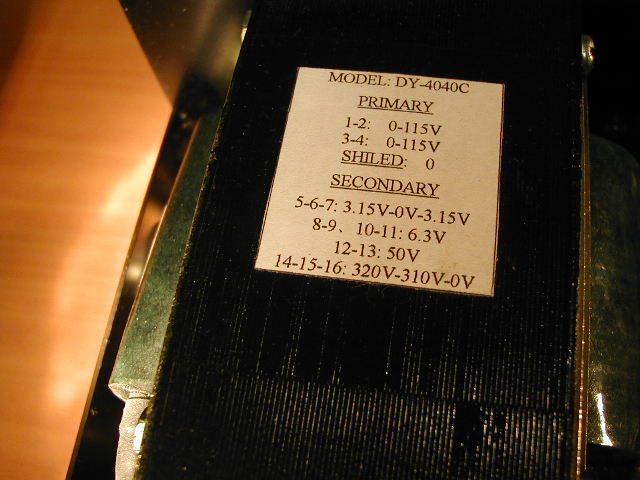 MODEL: DY-4040C
PRIMARY
1-2: 0-115V
3-4: 0-115V
SHILED: 0
SECONDARY
5-6-7: 3.15V-0V-3.15V
8-9、10-11: 6.3V
12-13: 50V
14-15-16: 320V-310V-0V